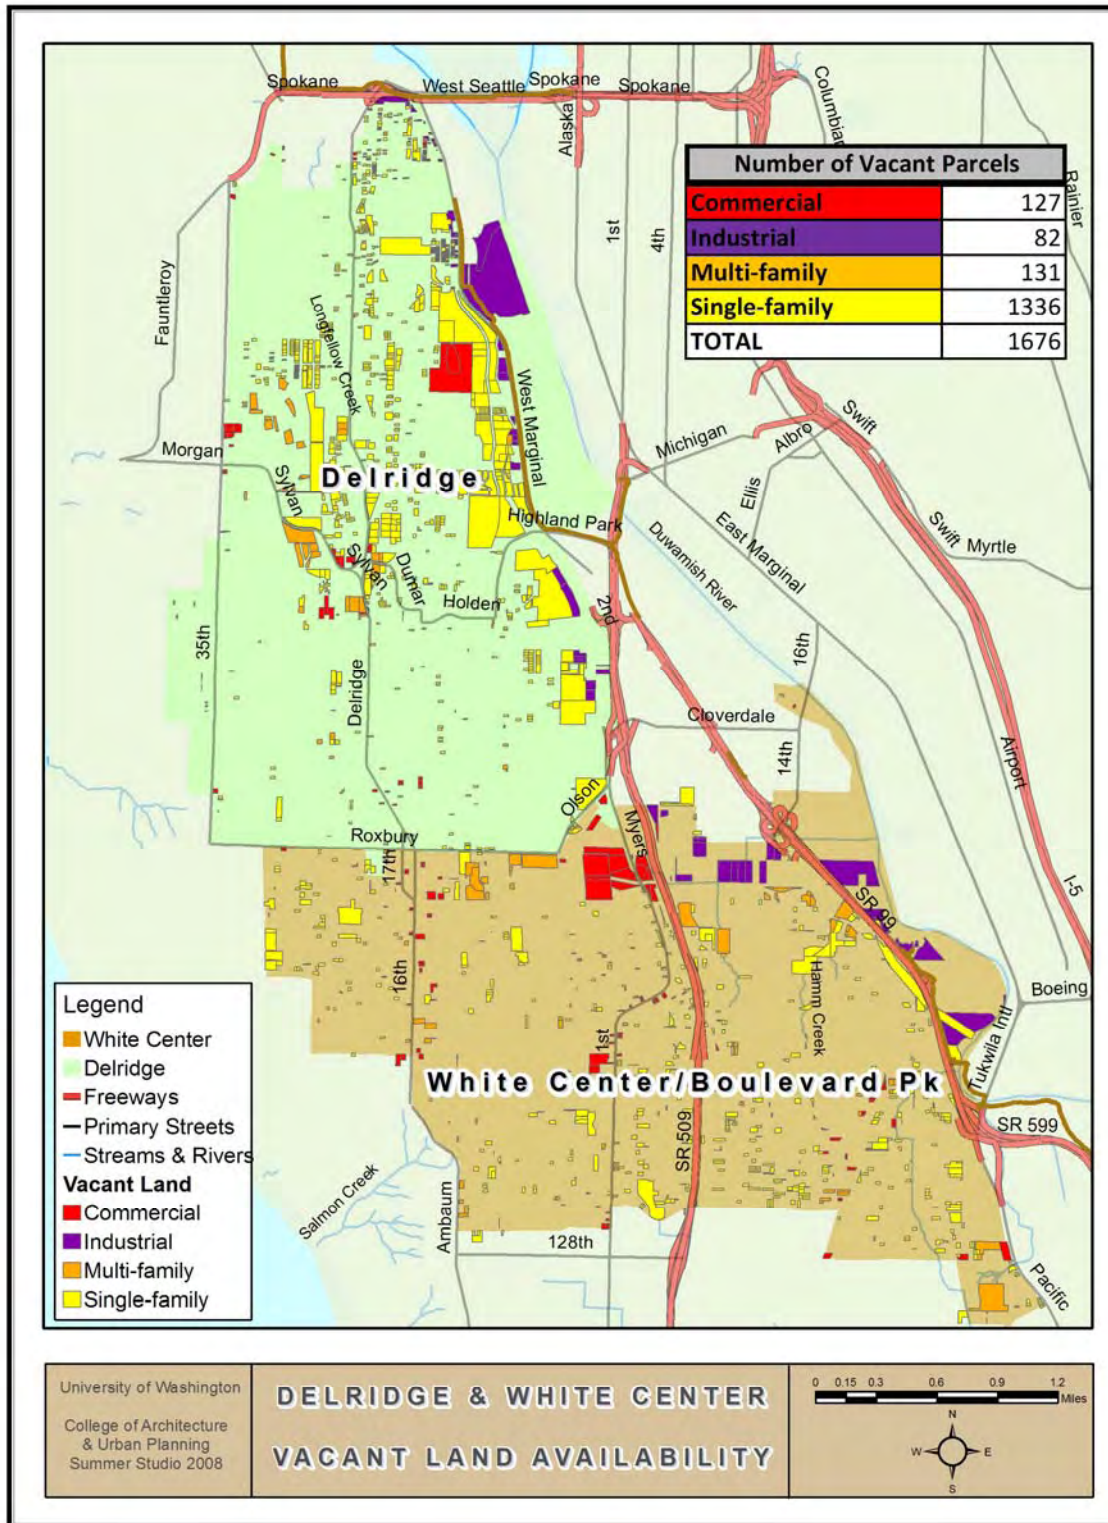 Spokane
West Seattle
Spokane
Spokane
Columbian
Alaska
Rainier
Number of Vacant Parcels
Commercial 127
Industrial 82
Multi-family 131
Single-family 1336
TOTAL 1676
1st
4th
Fauntleroy
Longfellow Creek
West Marginal
Morgan
Sylvan
Delridge
Highland Park
Michigan
Albro
Swift
Ellis
East Marginal
Swift
Myrtle
Duwamish River
Sylvan
Dumar
Holden
2nd
16th
35th
Delridge
Cloverdale
14th
Airport
Olson
Myers
Roxbury
17th
I-5
SR 99
16th
Hamm Creek
Boeing
Tukwila Intl
1st
White Center/Boulevard Pk
SR 599
SR 509
Salmon Creek
Ambaum
128th
Pacific
Legend
White Center
Delridge
Freeways
Primary Streets
Streams & Rivers
Vacant Land
Commercial
Industrial
Multi-family
Single-family
University of Washington
College of Architecture
& Urban Planning
Summer Studio 2008
DELRIDGE & WHITE CENTER
VACANT LAND AVAILABILITY
0 0.15 0.3 0.6 0.9 1.2
Miles
N
W E
S